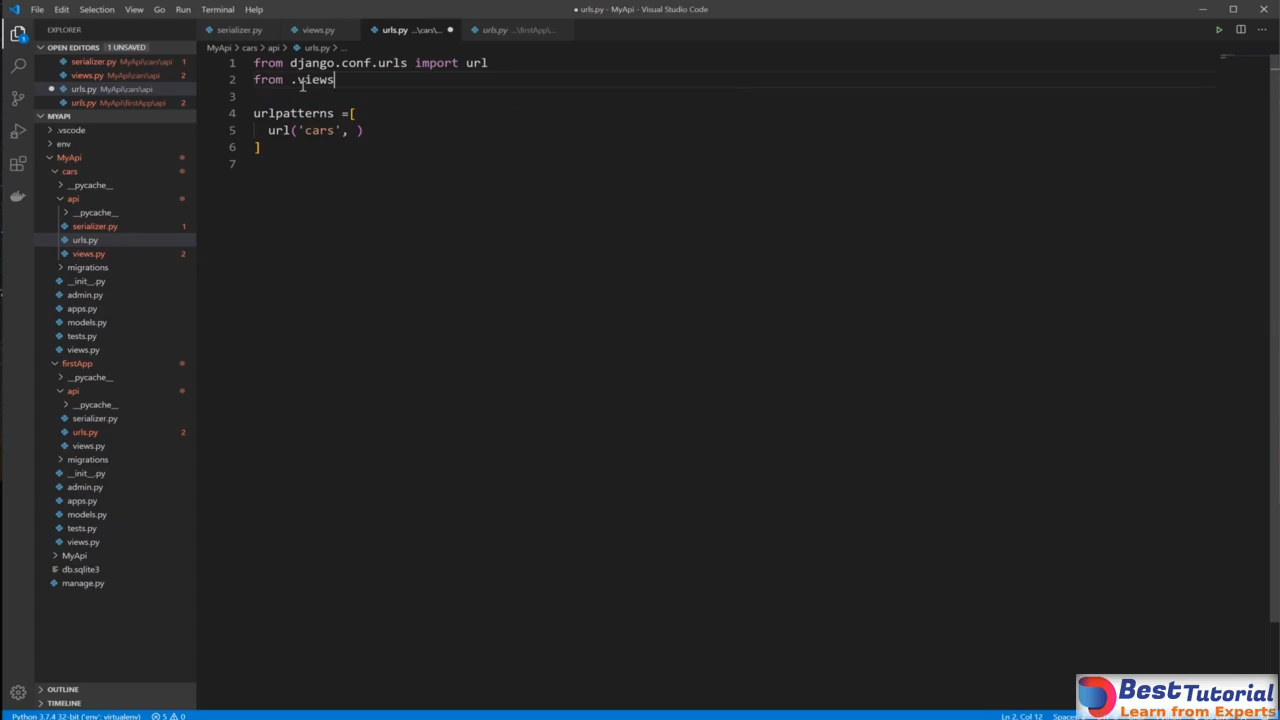 File Edit Selection View Go Run Terminal Help
● urls.py - MyApi - Visual Studio Code
EXPLORER
serializer.py
views.py
urls.py ...\cars\... ●
urls.py ...\firstApp\...
OPEN EDITORS 1 UNSAVED
MyApi > cars > api > urls.py > ...
serializer.py MyApi\cars\api 1
views.py MyApi\cars\api 2
● urls.py MyApi\cars\api
urls.py MyApi\firstApp\api 2
MYAPI
.vscode
env
MyApi
cars
__pycache__
api
__pycache__
serializer.py 1
urls.py
views.py 2
migrations
__init__.py
admin.py
apps.py
models.py
tests.py
views.py
firstApp
__pycache__
api
__pycache__
serializer.py
urls.py 2
views.py
migrations
__init__.py
admin.py
apps.py
models.py
tests.py
views.py
MyApi
db.sqlite3
manage.py
OUTLINE
TIMELINE
1 from django.conf.urls import url
2 from .views
3
4 urlpatterns =[
5 url('cars', )
6 ]
7
Python 3.7.4 32-bit ('env': virtualenv) 5 0
Ln 2, Col 12
BestTutorial
Learn from Experts